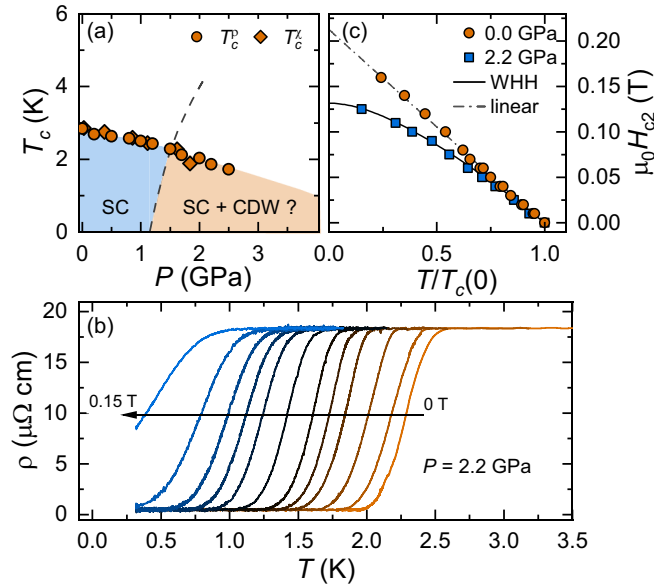 (a)
T_c^ρ T_c^χ
6
4
2
0
T_c (K)
SC
SC + CDW ?
0 1 2 3
P (GPa)
(c)
0.0 GPa
2.2 GPa
WHH
linear
0.20
0.15
0.10
0.05
0.00
μ₀H_c2 (T)
0.0 0.5 1.0
T/T_c(0)
(b)
20
15
10
5
0
ρ (μΩ cm)
0.15 T
0 T
P = 2.2 GPa
0.0 0.5 1.0 1.5 2.0 2.5 3.0 3.5
T (K)